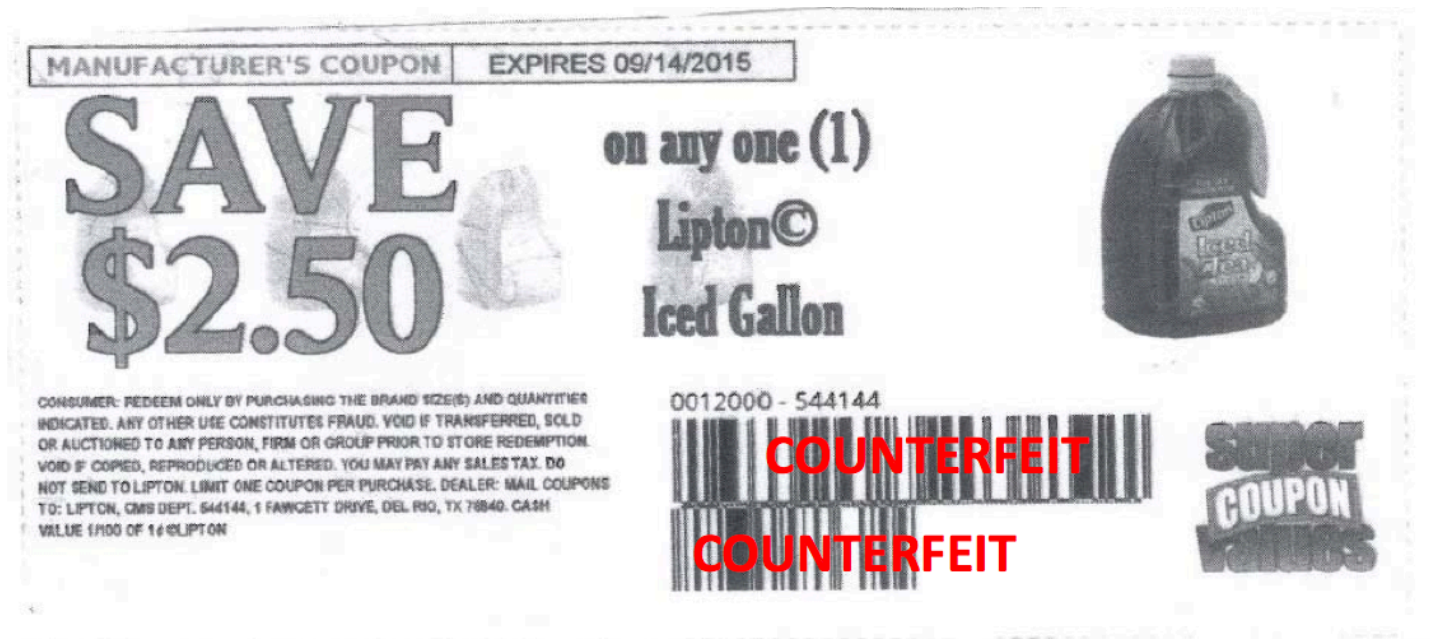 MANUFACTURER'S COUPON EXPIRES 09/14/2015
SAVE
$2.50
on any one (1)
Lipton©
Iced Gallon
Lipton
Iced
Tea
CONSUMER: REDEEM ONLY BY PURCHASING THE BRAND SIZE(S) AND QUANTITIES
INDICATED. ANY OTHER USE CONSTITUTES FRAUD. VOID IF TRANSFERRED, SOLD
OR AUCTIONED TO ANY PERSON, FIRM OR GROUP PRIOR TO STORE REDEMPTION.
VOID IF COPIED, REPRODUCED OR ALTERED. YOU MAY PAY ANY SALES TAX. DO
NOT SEND TO LIPTON. LIMIT ONE COUPON PER PURCHASE. DEALER: MAIL COUPONS
TO: LIPTON, CMS DEPT. 544144, 1 FAWCETT DRIVE, DEL RIO, TX 78840. CASH
VALUE 1/100 OF 1¢ ©LIPTON
0012000 - 544144
COUNTERFEIT
COUNTERFEIT
super
COUPON
values